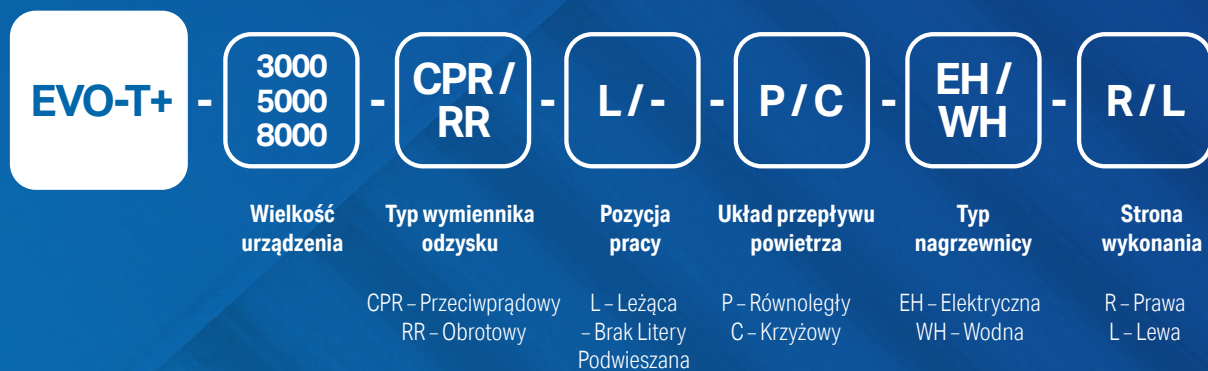 EVO-T+ - 3000 5000 8000 - CPR/ RR - L/- - P/C - EH/ WH - R/L
Wielkość urządzenia
Typ wymiennika odzysku
Pozycja pracy
Układ przepływu powietrza
Typ nagrzewnicy
Strona wykonania
CPR – Przeciwprądowy
RR – Obrotowy
L – Leżąca
– Brak Litery
Podwieszana
P – Równoległy
C – Krzyżowy
EH – Elektryczna
WH – Wodna
R – Prawa
L – Lewa